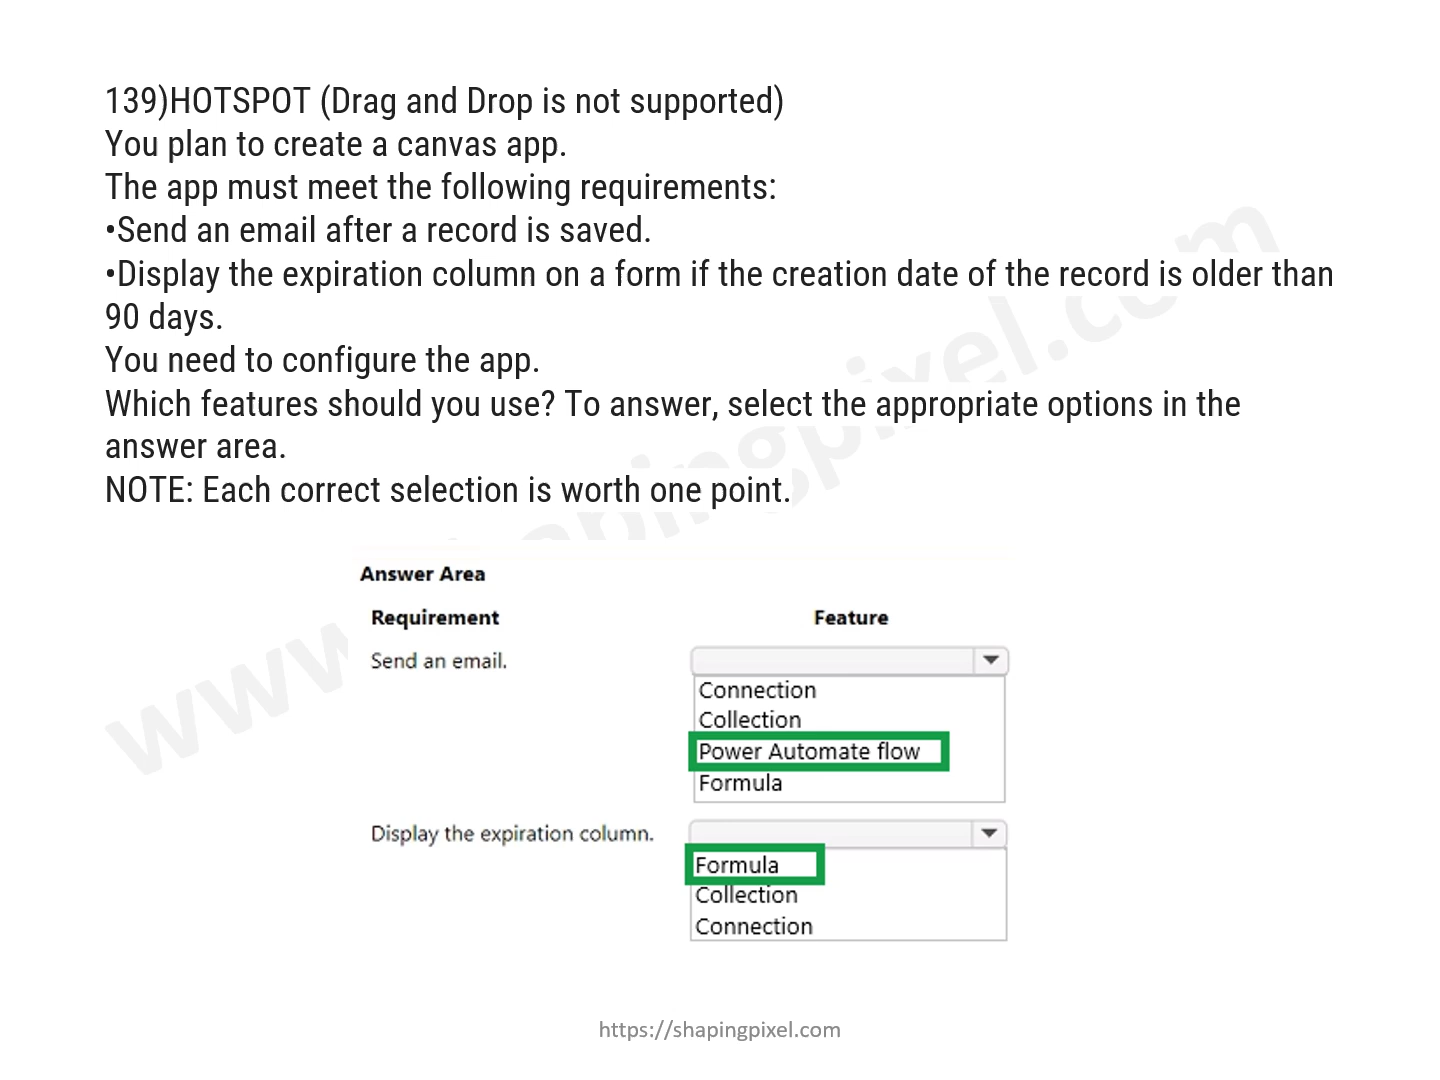 139)HOTSPOT (Drag and Drop is not supported)
You plan to create a canvas app.
The app must meet the following requirements:
•Send an email after a record is saved.
•Display the expiration column on a form if the creation date of the record is older than
90 days.
You need to configure the app.
Which features should you use? To answer, select the appropriate options in the
answer area.
NOTE: Each correct selection is worth one point.
www.shapingpixel.com
Answer Area
Requirement Feature
Send an email.
Connection
Collection
Power Automate flow
Formula
Display the expiration column.
Formula
Collection
Connection
https://shapingpixel.com